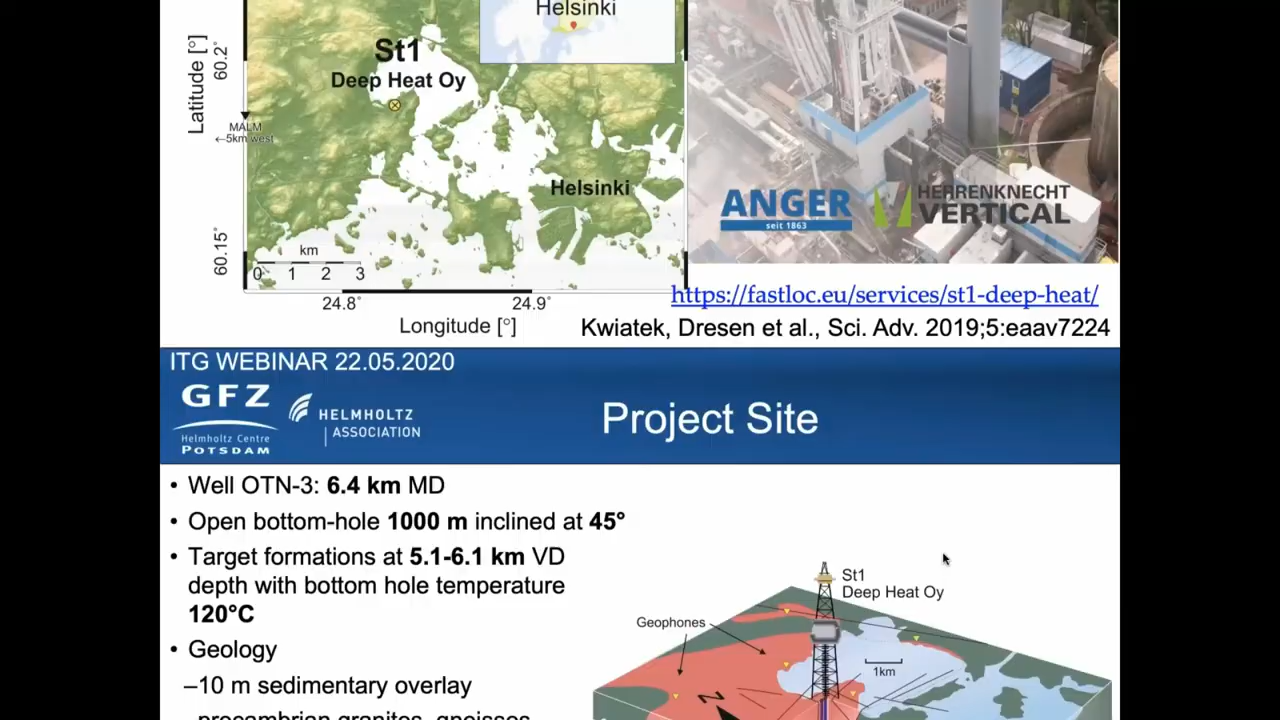 Helsinki
St1
Deep Heat Oy
Latitude [°]
60.2°
MALM
←5km west
Helsinki
60.15°
km
0 1 2 3
24.8° 24.9°
Longitude [°]
ANGER
seit 1863
HERRENKNECHT
VERTICAL
https://fastloc.eu/services/st1-deep-heat/
Kwiatek, Dresen et al., Sci. Adv. 2019;5:eaav7224
ITG WEBINAR 22.05.2020
GFZ
Helmholtz Centre
POTSDAM
HELMHOLTZ
ASSOCIATION
Project Site
• Well OTN-3: 6.4 km MD
• Open bottom-hole 1000 m inclined at 45°
• Target formations at 5.1-6.1 km VD
depth with bottom hole temperature
120°C
• Geology
–10 m sedimentary overlay
precambrian granites, gneisses
St1
Deep Heat Oy
Geophones
1km
N